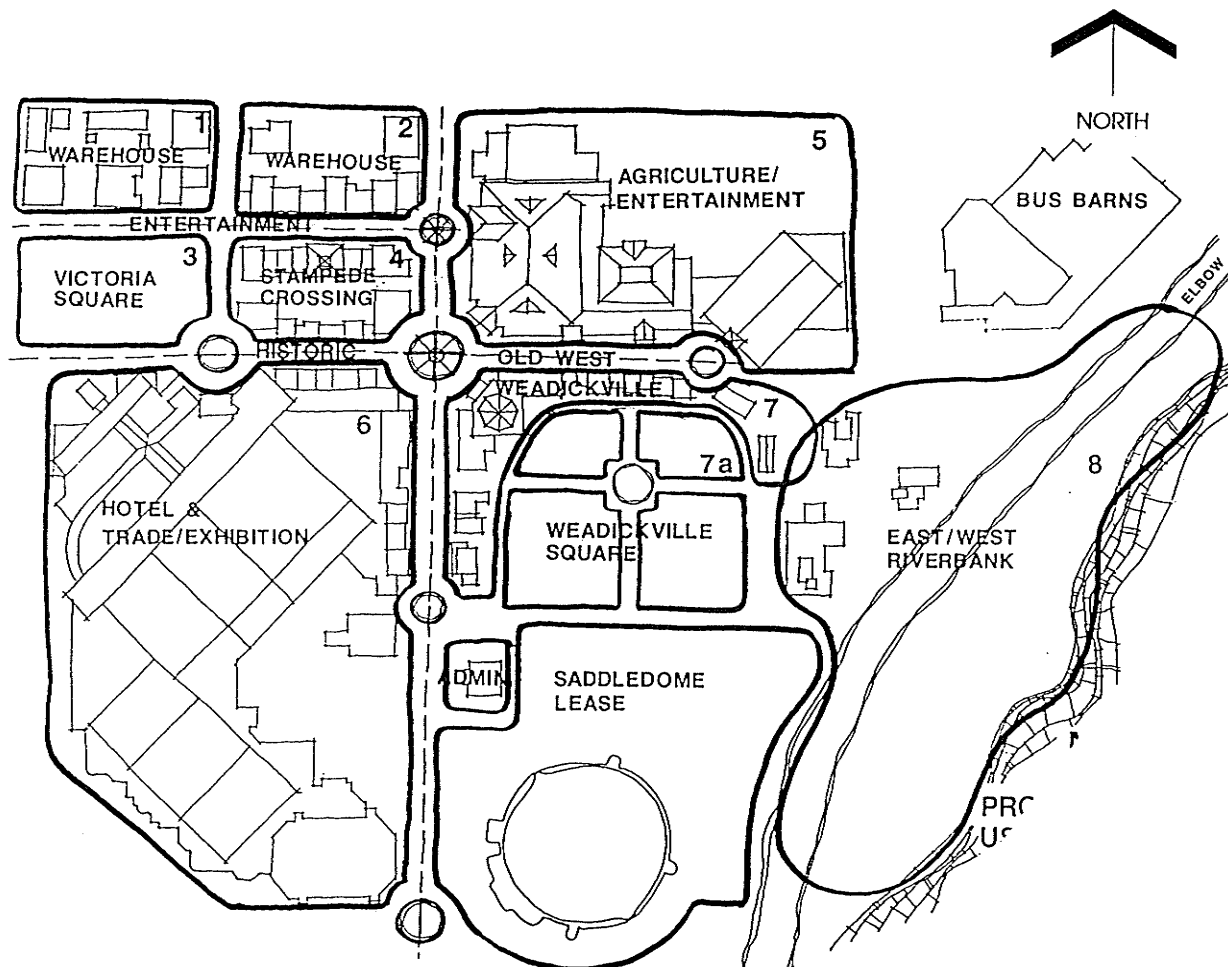 NORTH
1
WAREHOUSE
2
WAREHOUSE
5
AGRICULTURE/
ENTERTAINMENT
BUS BARNS
ENTERTAINMENT
3
VICTORIA
SQUARE
4
STAMPEDE
CROSSING
ELBOW
HISTORIC
OLD WEST
WEADICKVILLE
6
7
7a
8
HOTEL &
TRADE/EXHIBITION
WEADICKVILLE
SQUARE
EAST/WEST
RIVERBANK
ADMIN
SADDLEDOME
LEASE